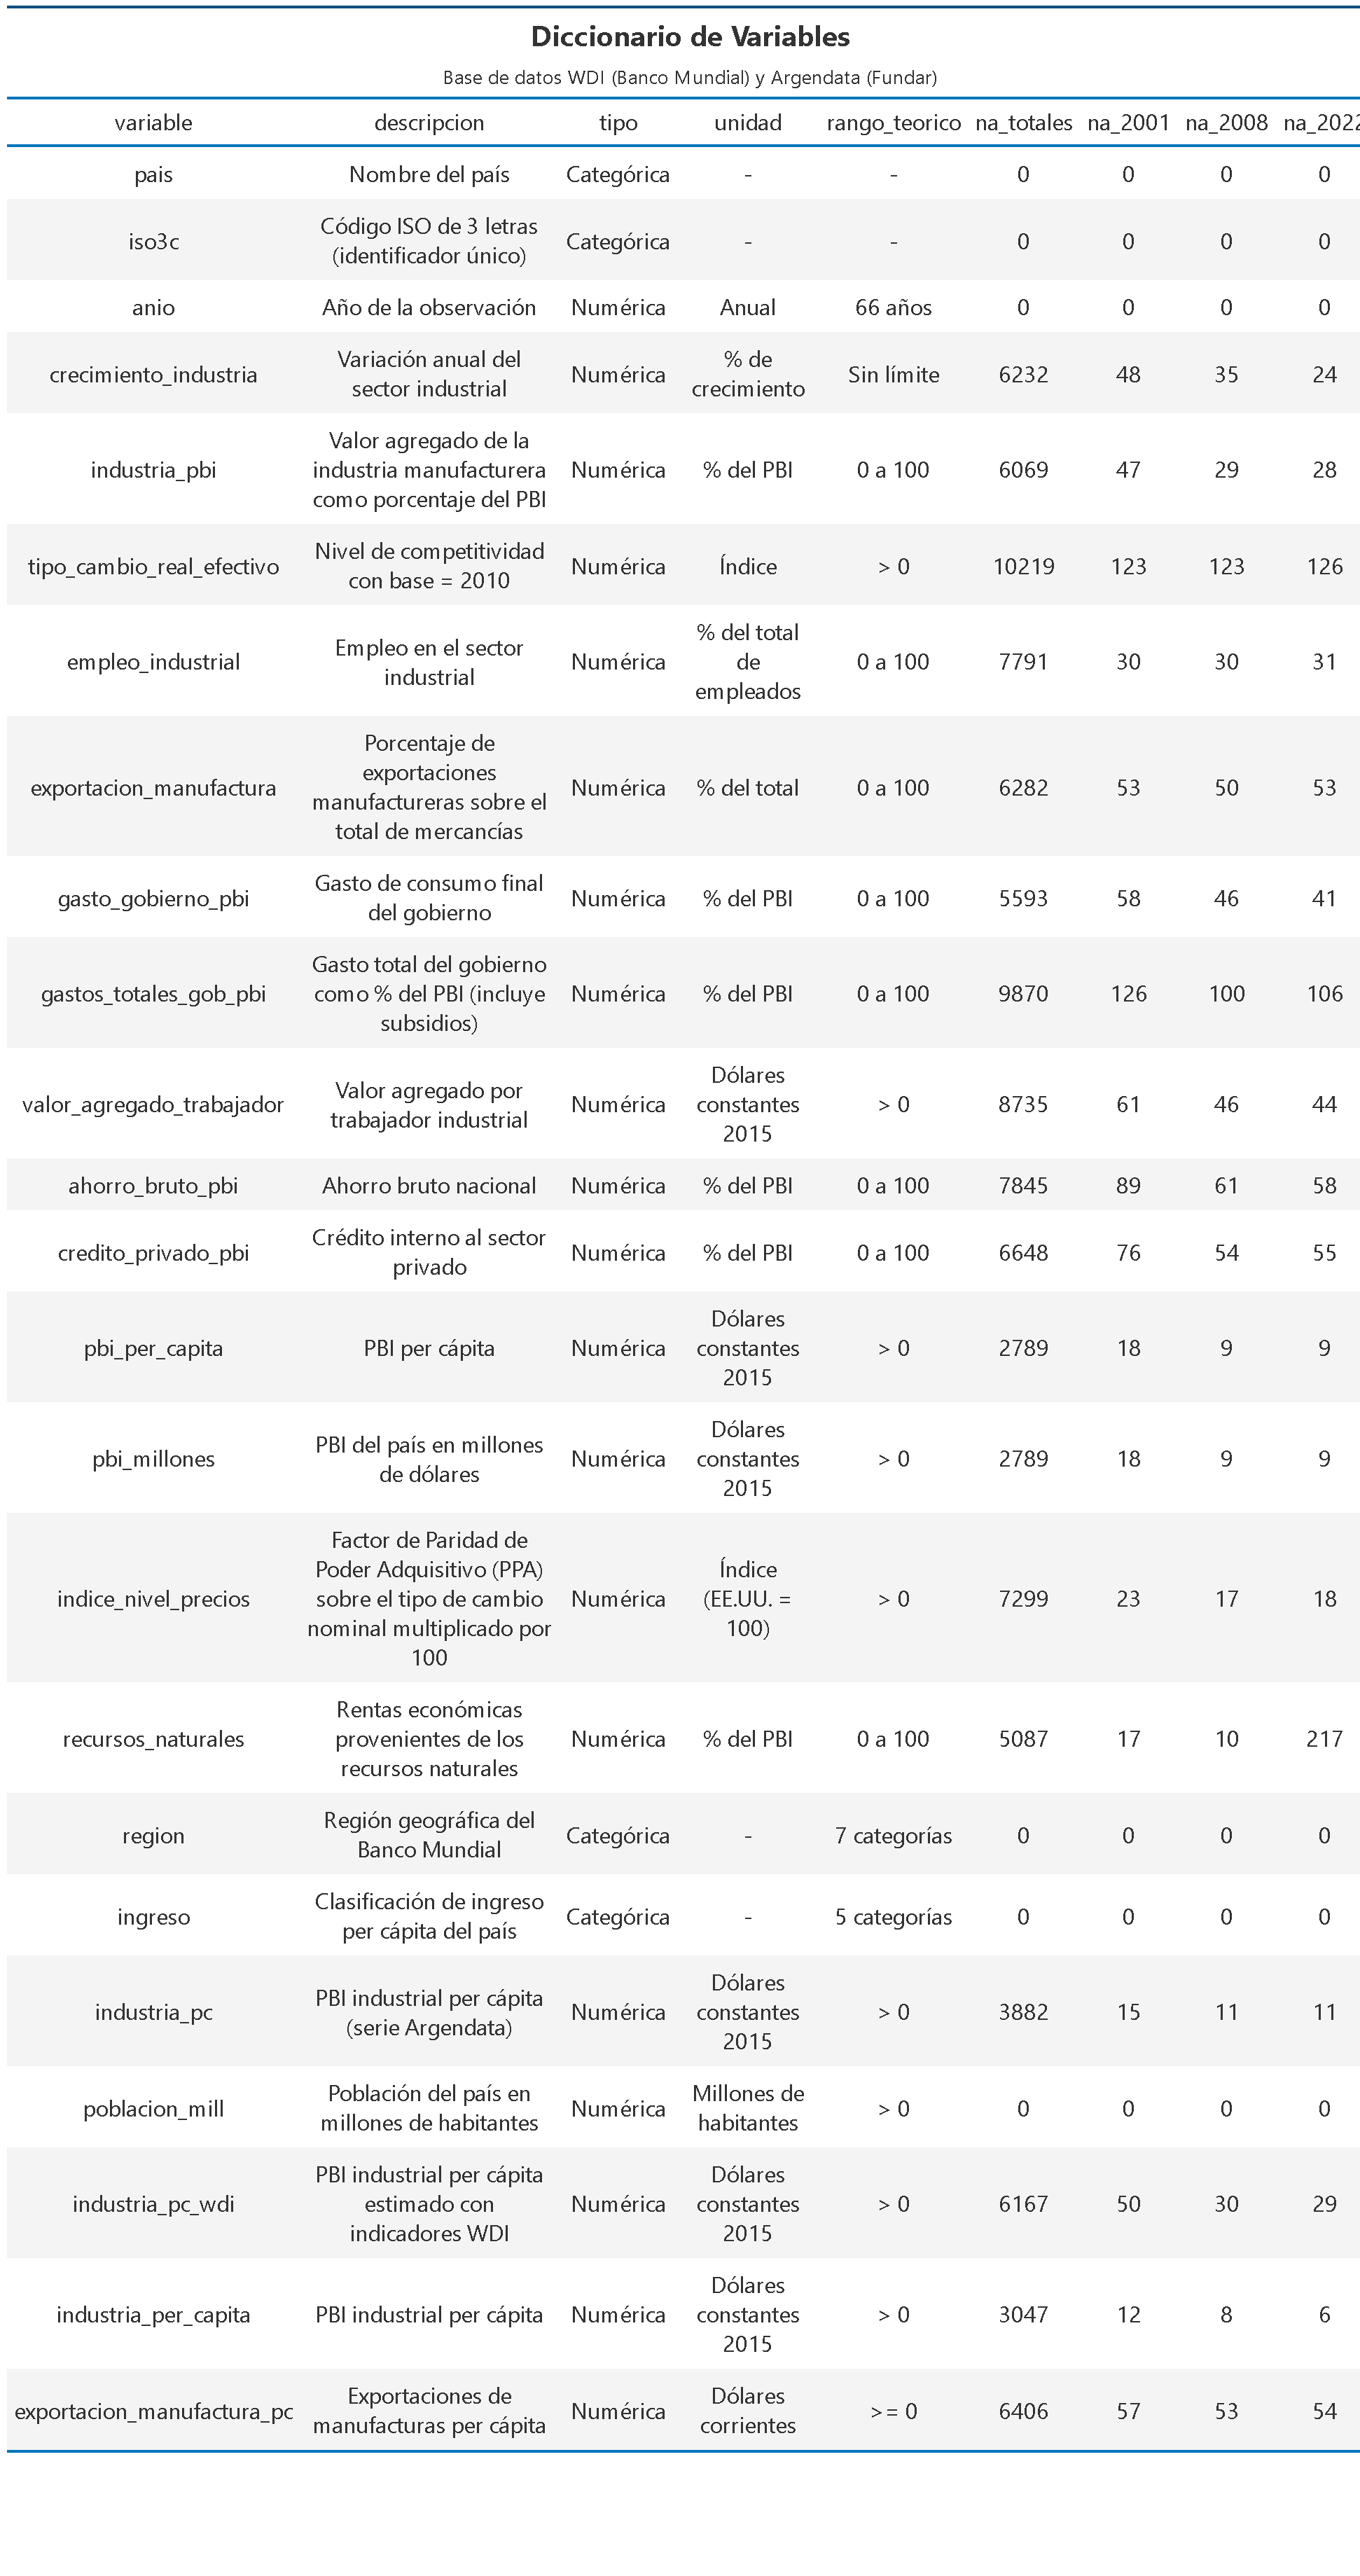 Diccionario de Variables
Base de datos WDI (Banco Mundial) y Argendata (Fundar)
variable descripcion tipo unidad rango_teorico na_totales na_2001 na_2008 na_2022
pais Nombre del país Categórica - - 0 0 0 0
iso3c Código ISO de 3 letras (identificador único) Categórica - - 0 0 0 0
anio Año de la observación Numérica Anual 66 años 0 0 0 0
crecimiento_industria Variación anual del sector industrial Numérica % de crecimiento Sin límite 6232 48 35 24
industria_pbi Valor agregado de la industria manufacturera como porcentaje del PBI Numérica % del PBI 0 a 100 6069 47 29 28
tipo_cambio_real_efectivo Nivel de competitividad con base = 2010 Numérica Índice > 0 10219 123 123 126
empleo_industrial Empleo en el sector industrial Numérica % del total de empleados 0 a 100 7791 30 30 31
exportacion_manufactura Porcentaje de exportaciones manufactureras sobre el total de mercancías Numérica % del total 0 a 100 6282 53 50 53
gasto_gobierno_pbi Gasto de consumo final del gobierno Numérica % del PBI 0 a 100 5593 58 46 41
gastos_totales_gob_pbi Gasto total del gobierno como % del PBI (incluye subsidios) Numérica % del PBI 0 a 100 9870 126 100 106
valor_agregado_trabajador Valor agregado por trabajador industrial Numérica Dólares constantes 2015 > 0 8735 61 46 44
ahorro_bruto_pbi Ahorro bruto nacional Numérica % del PBI 0 a 100 7845 89 61 58
credito_privado_pbi Crédito interno al sector privado Numérica % del PBI 0 a 100 6648 76 54 55
pbi_per_capita PBI per cápita Numérica Dólares constantes 2015 > 0 2789 18 9 9
pbi_millones PBI del país en millones de dólares Numérica Dólares constantes 2015 > 0 2789 18 9 9
indice_nivel_precios Factor de Paridad de Poder Adquisitivo (PPA) sobre el tipo de cambio nominal multiplicado por 100 Numérica Índice (EE.UU. = 100) > 0 7299 23 17 18
recursos_naturales Rentas económicas provenientes de los recursos naturales Numérica % del PBI 0 a 100 5087 17 10 217
region Región geográfica del Banco Mundial Categórica - 7 categorías 0 0 0 0
ingreso Clasificación de ingreso per cápita del país Categórica - 5 categorías 0 0 0 0
industria_pc PBI industrial per cápita (serie Argendata) Numérica Dólares constantes 2015 > 0 3882 15 11 11
poblacion_mill Población del país en millones de habitantes Numérica Millones de habitantes > 0 0 0 0 0
industria_pc_wdi PBI industrial per cápita estimado con indicadores WDI Numérica Dólares constantes 2015 > 0 6167 50 30 29
industria_per_capita PBI industrial per cápita Numérica Dólares constantes 2015 > 0 3047 12 8 6
exportacion_manufactura_pc Exportaciones de manufacturas per cápita Numérica Dólares corrientes >= 0 6406 57 53 54